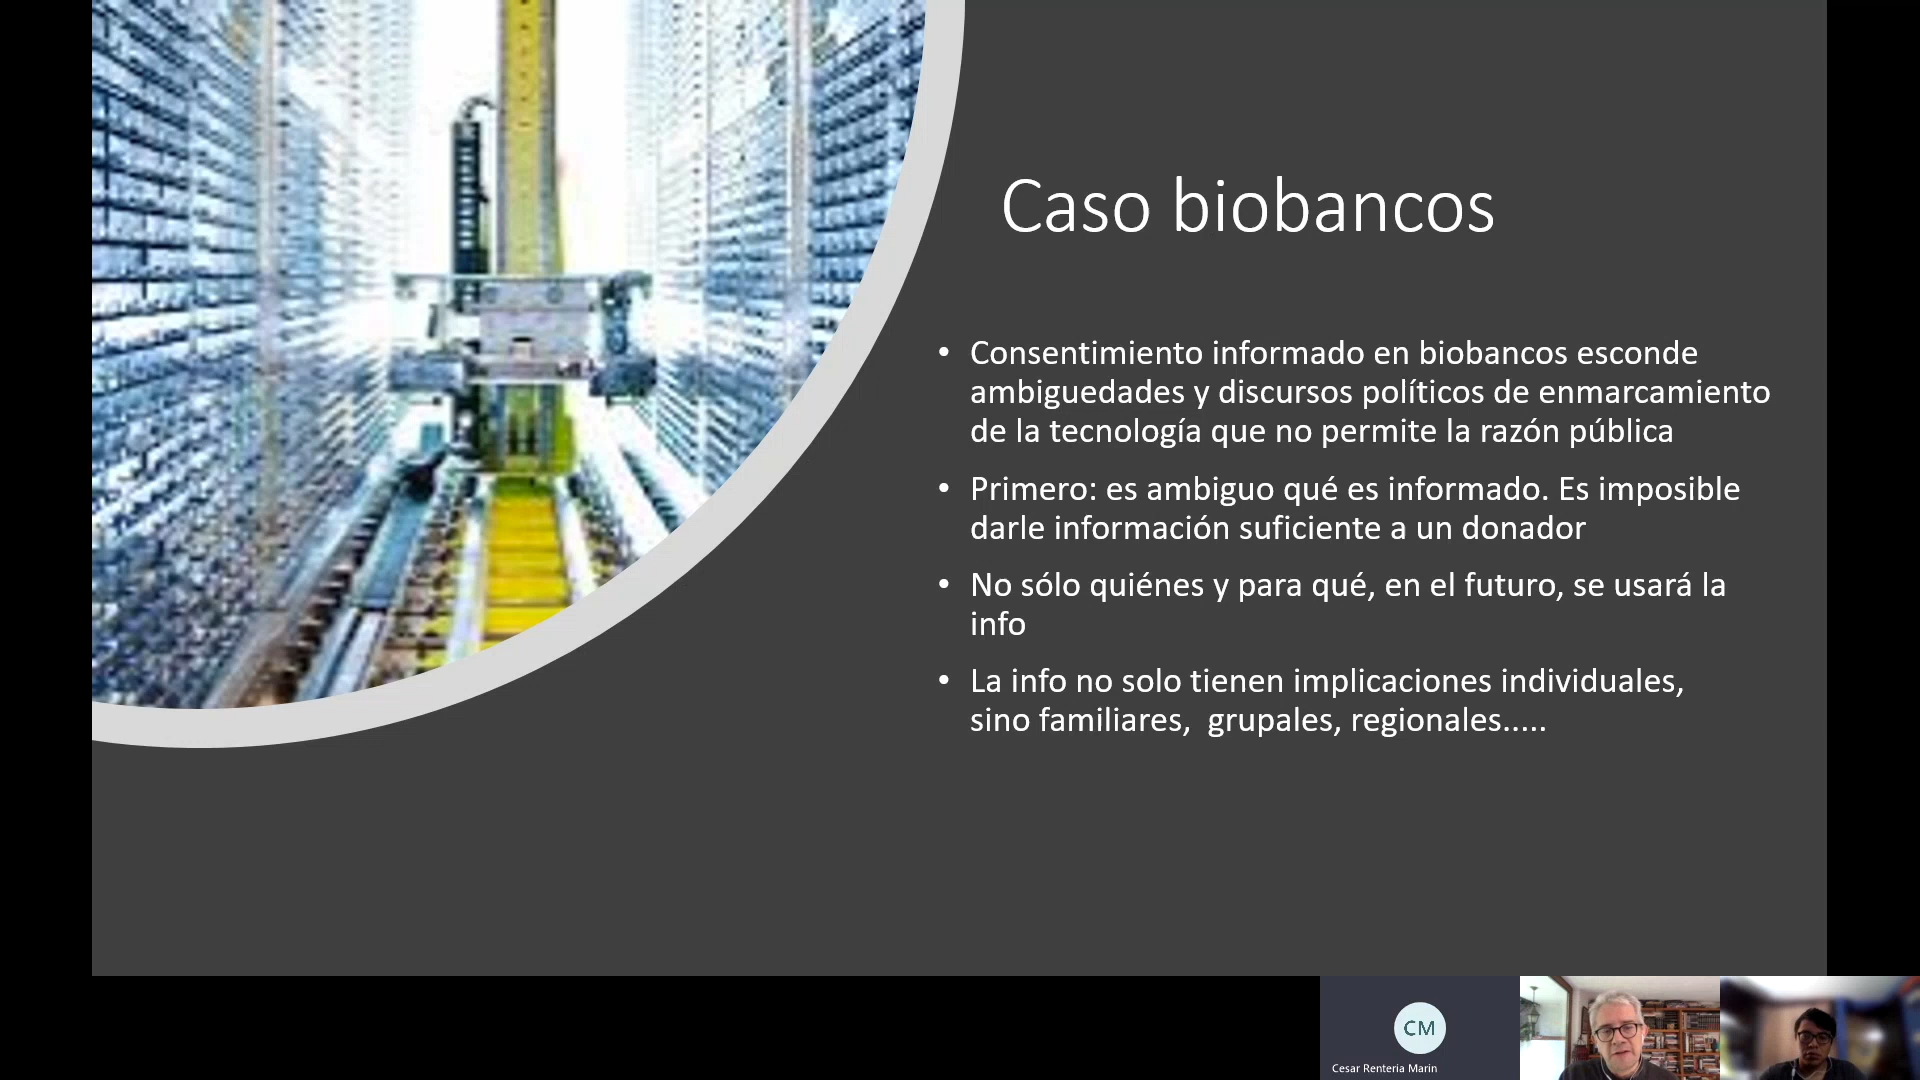 Caso biobancos
• Consentimiento informado en biobancos esconde
ambiguedades y discursos políticos de enmarcamiento
de la tecnología que no permite la razón pública
• Primero: es ambiguo qué es informado. Es imposible
darle información suficiente a un donador
• No sólo quiénes y para qué, en el futuro, se usará la
info
• La info no solo tienen implicaciones individuales,
sino familiares,  grupales, regionales.....
CM
Cesar Renteria Marin